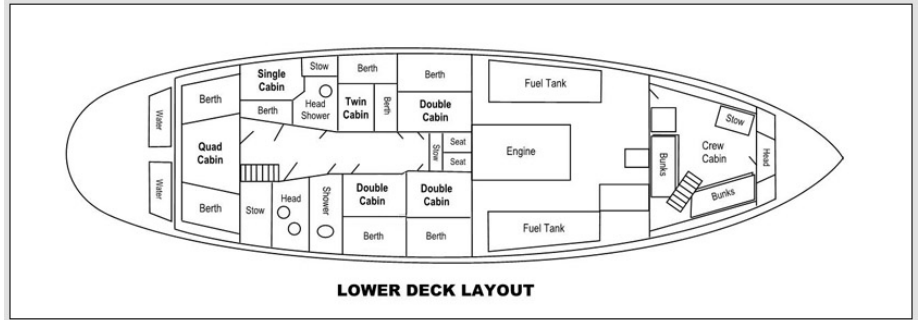 Water
Water
Berth
Quad
Cabin
Berth
Single
Cabin
Berth
Stow
Head
Shower
Berth
Twin
Cabin
Berth
Berth
Double
Cabin
Stow
Seat
Seat
Stow
Head
Shower
Double
Cabin
Berth
Double
Cabin
Berth
Fuel Tank
Engine
Fuel Tank
Bunks
Crew
Cabin
Stow
Bunks
Head
LOWER DECK LAYOUT